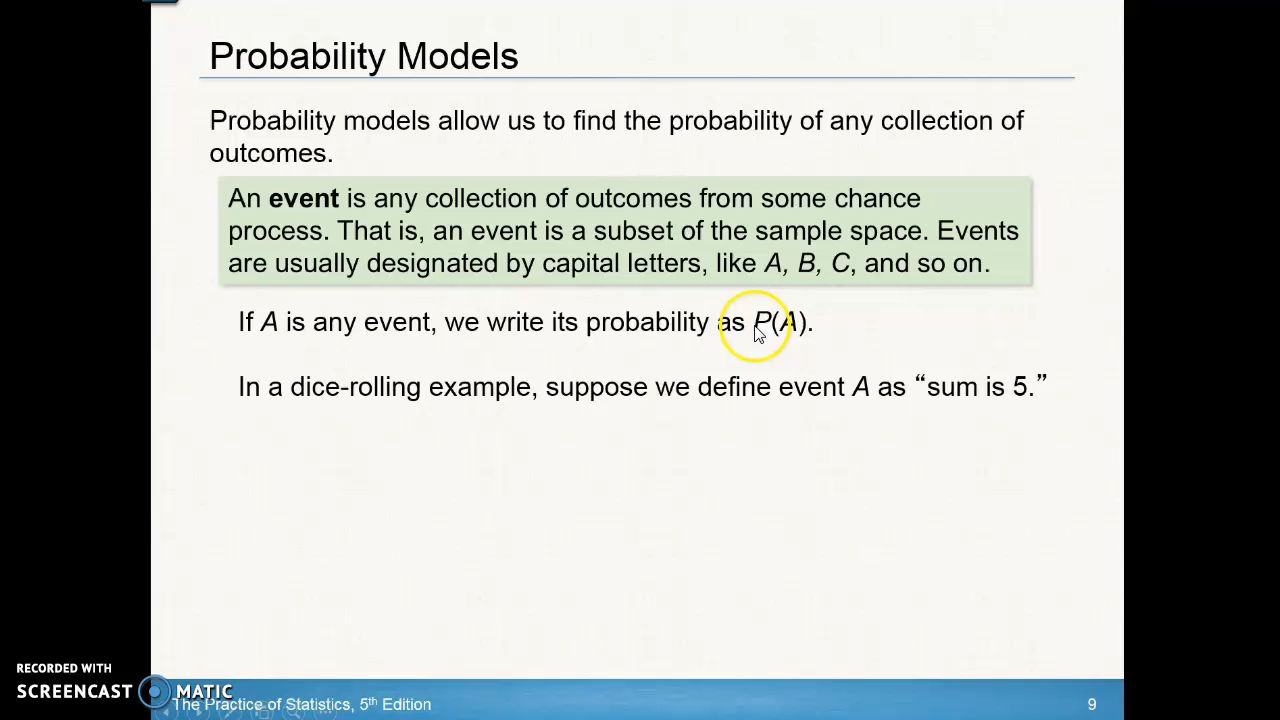 Probability Models
Probability models allow us to find the probability of any collection of
outcomes.
An event is any collection of outcomes from some chance
process. That is, an event is a subset of the sample space. Events
are usually designated by capital letters, like A, B, C, and so on.
If A is any event, we write its probability as P(A).
In a dice-rolling example, suppose we define event A as “sum is 5.”
RECORDED WITH
SCREENCAST MATIC
The Practice of Statistics, 5th Edition
9